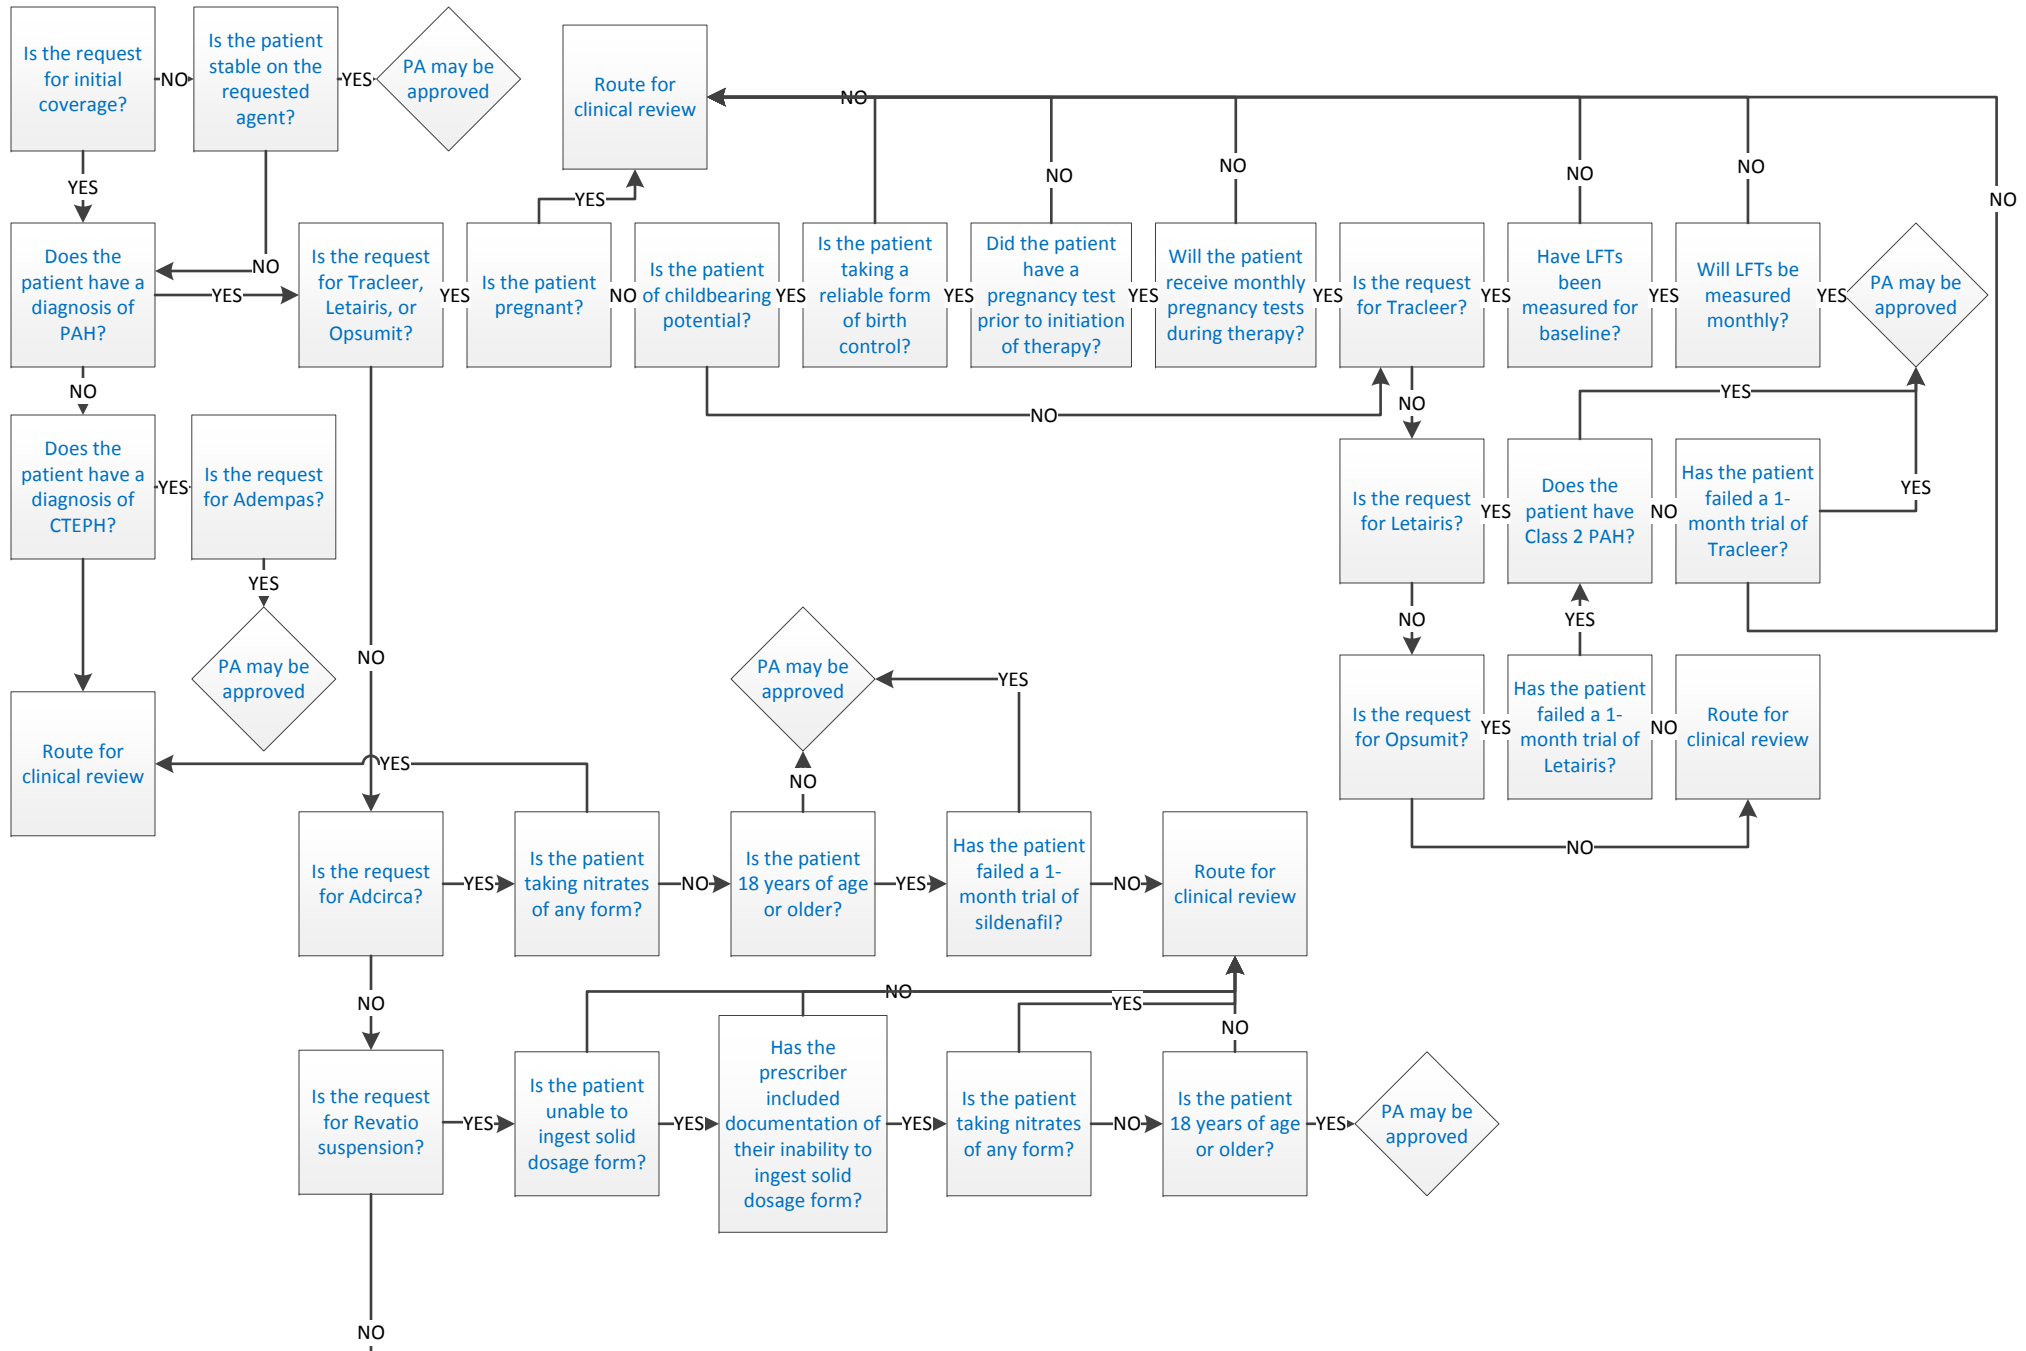 Is the request
for initial
coverage?
NO
Is the patient
stable on the
requested
agent?
YES
PA may be
approved
Route for
clinical review
NO
YES
NO
YES
Does the
patient have a
diagnosis of
PAH?
NO
YES
Is the request
for Tracleer,
Letairis, or
Opsumit?
YES
Is the patient
pregnant?
NO
Is the patient
of childbearing
potential?
YES
Is the patient
taking a
reliable form
of birth
control?
YES
NO
Did the patient
have a
pregnancy test
prior to initiation
of therapy?
YES
NO
Will the patient
receive monthly
pregnancy tests
during therapy?
YES
Is the request
for Tracleer?
YES
NO
Have LFTs
been
measured for
baseline?
YES
NO
Will LFTs be
measured
monthly?
YES
PA may be
approved
NO
NO
NO
NO
YES
Does the
patient have a
diagnosis of
CTEPH?
YES
Is the request
for Adempas?
YES
PA may be
approved
Route for
clinical review
Is the request
for Letairis?
YES
Does the
patient have
Class 2 PAH?
NO
Has the patient
failed a 1-
month trial of
Tracleer?
YES
NO
YES
Is the request
for Opsumit?
YES
Has the patient
failed a 1-
month trial of
Letairis?
NO
Route for
clinical review
NO
NO
YES
PA may be
approved
YES
NO
Is the request
for Adcirca?
YES
Is the patient
taking nitrates
of any form?
NO
Is the patient
18 years of age
or older?
YES
Has the patient
failed a 1-
month trial of
sildenafil?
NO
Route for
clinical review
NO
NO
YES
NO
Is the request
for Revatio
suspension?
YES
Is the patient
unable to
ingest solid
dosage form?
YES
Has the
prescriber
included
documentation of
their inability to
ingest solid
dosage form?
YES
Is the patient
taking nitrates
of any form?
NO
Is the patient
18 years of age
or older?
YES
PA may be
approved
NO